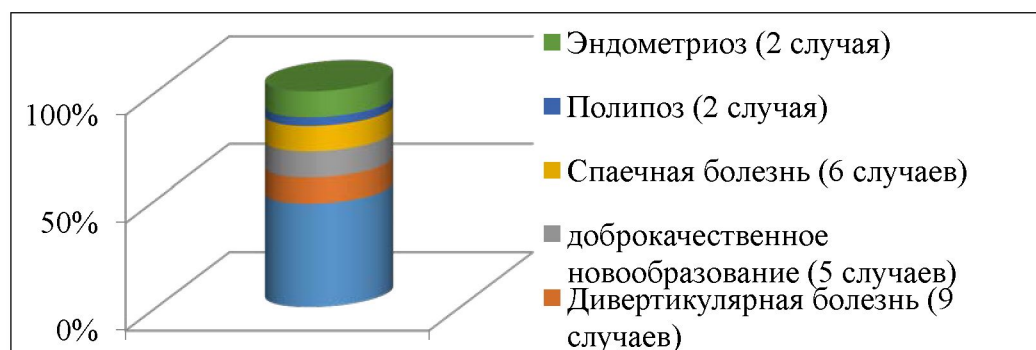 100%
50%
0%
Эндометриоз (2 случая)
Полипоз (2 случая)
Спаечная болезнь (6 случаев)
доброкачественное
новообразование (5 случаев)
Дивертикулярная болезнь (9
случаев)